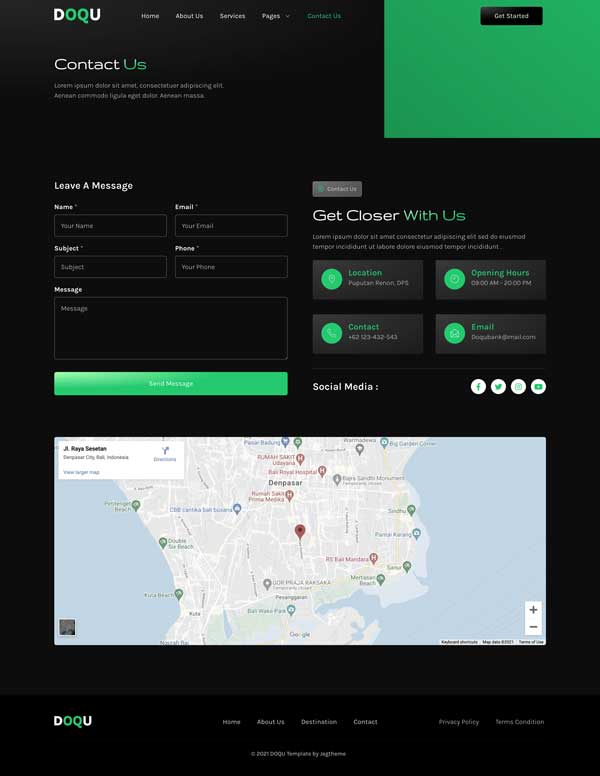 DOQU
Home
About Us
Services
Pages
Contact Us
Get Started
Contact Us
Lorem ipsum dolor sit amet, consectetuer adipiscing elit.
Aenean commodo ligula eget dolor. Aenean massa.
Leave A Message
Name *
Email *
Your Name
Your Email
Subject *
Phone *
Subject
Your Phone
Message
Message
Send Message
Contact Us
Get Closer With Us
Lorem ipsum dolor sit amet consectetur adipiscing elit sed do eiusmod
tempor incididunt ut labore dolore eiusmod tempor incididunt .
Location
Puputan Renon, DPS
Opening Hours
09:00 AM - 20:00 PM
Contact
+62 123-432-543
Email
Doqubank@mail.com
Social Media :
Jl. Raya Sesetan
Denpasar City, Bali, Indonesia
Directions
View larger map
Pasar Badung
Warmadewa
Big Garden Corner
RUMAH SAKIT
Udayana
Bali Royal Hospital
Denpasar
Bajra Sandhi Monument
Temporarily closed
Rumah Sakit
Prima Medika
Petitenget
Beach
CBB cantika bali busana
Sindhu
Pantai Karang
Double
Six Beach
RS Bali Mandara
Sanur
Mertasari
Beach
GOR PRAJA RAKSAKA
Temporarily closed
Pesanggaran
Kuta Beach
Kuta
Bali Wake Park
Google
Keyboard shortcuts
Map data ©2021
Terms of Use
DOQU
Home
About Us
Destination
Contact
Privacy Policy
Terms Condition
© 2021 DOQU Template by Jegtheme